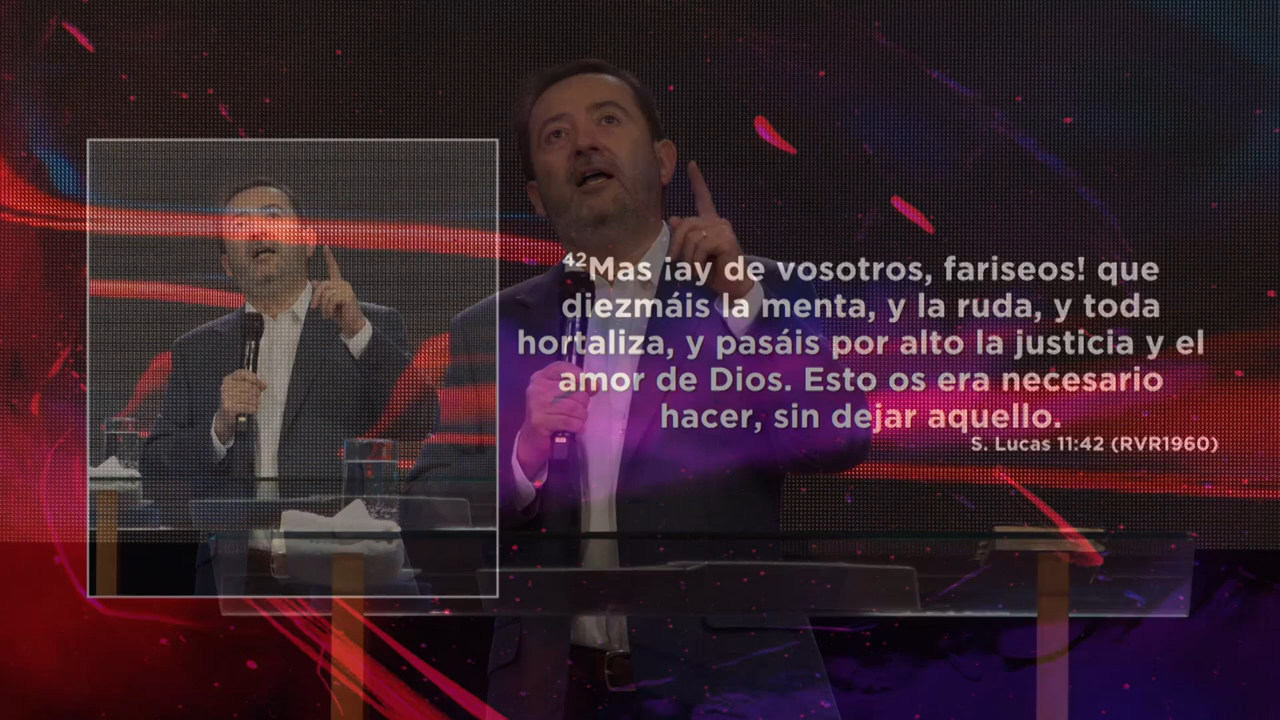 ⁴²Mas ¡ay de vosotros, fariseos! que
diezmáis la menta, y la ruda, y toda
hortaliza, y pasáis por alto la justicia y el
amor de Dios. Esto os era necesario
hacer, sin dejar aquello.
S. Lucas 11:42 (RVR1960)